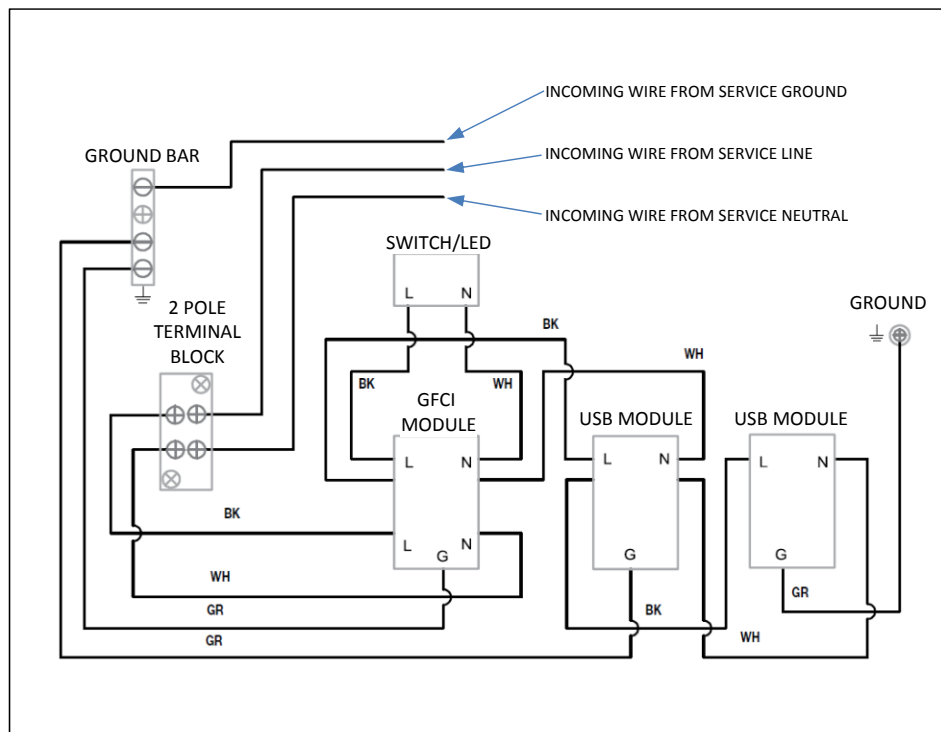 INCOMING WIRE FROM SERVICE GROUND
GROUND BAR
INCOMING WIRE FROM SERVICE LINE
INCOMING WIRE FROM SERVICE NEUTRAL
SWITCH/LED
L N
2 POLE
TERMINAL
BLOCK
GROUND
BK
WH
BK
WH
GFCI
MODULE
USB MODULE
USB MODULE
L N
L N
L N
BK
L G N
G
G
WH
GR
BK
GR
GR
WH